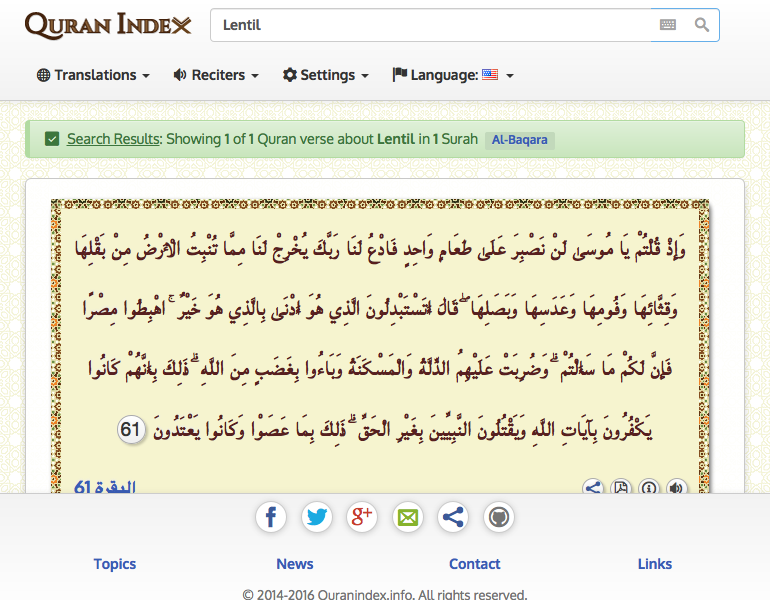 QURAN INDEX
Lentil
Translations
Reciters
Settings
Language:
Search Results: Showing 1 of 1 Quran verse about Lentil in 1 Surah Al-Baqara
وَإِذْ قُلْتُمْ يَا مُوسَىٰ لَن نَّصْبِرَ عَلَىٰ طَعَامٍ وَاحِدٍ فَادْعُ لَنَا رَبَّكَ يُخْرِجْ لَنَا مِمَّا تُنبِتُ الْأَرْضُ مِن بَقْلِهَا
وَقِثَّائِهَا وَفُومِهَا وَعَدَسِهَا وَبَصَلِهَا ۖ قَالَ أَتَسْتَبْدِلُونَ الَّذِي هُوَ أَدْنَىٰ بِالَّذِي هُوَ خَيْرٌ ۚ اهْبِطُوا مِصْرًا
فَإِنَّ لَكُم مَّا سَأَلْتُمْ ۗ وَضُرِبَتْ عَلَيْهِمُ الذِّلَّةُ وَالْمَسْكَنَةُ وَبَاءُوا بِغَضَبٍ مِّنَ اللَّهِ ۗ ذَٰلِكَ بِأَنَّهُمْ كَانُوا
يَكْفُرُونَ بِآيَاتِ اللَّهِ وَيَقْتُلُونَ النَّبِيِّينَ بِغَيْرِ الْحَقِّ ۗ ذَٰلِكَ بِمَا عَصَوا وَّكَانُوا يَعْتَدُونَ 61
البقرة 61
Topics
News
Contact
Links
© 2014-2016 Quranindex.info. All rights reserved.